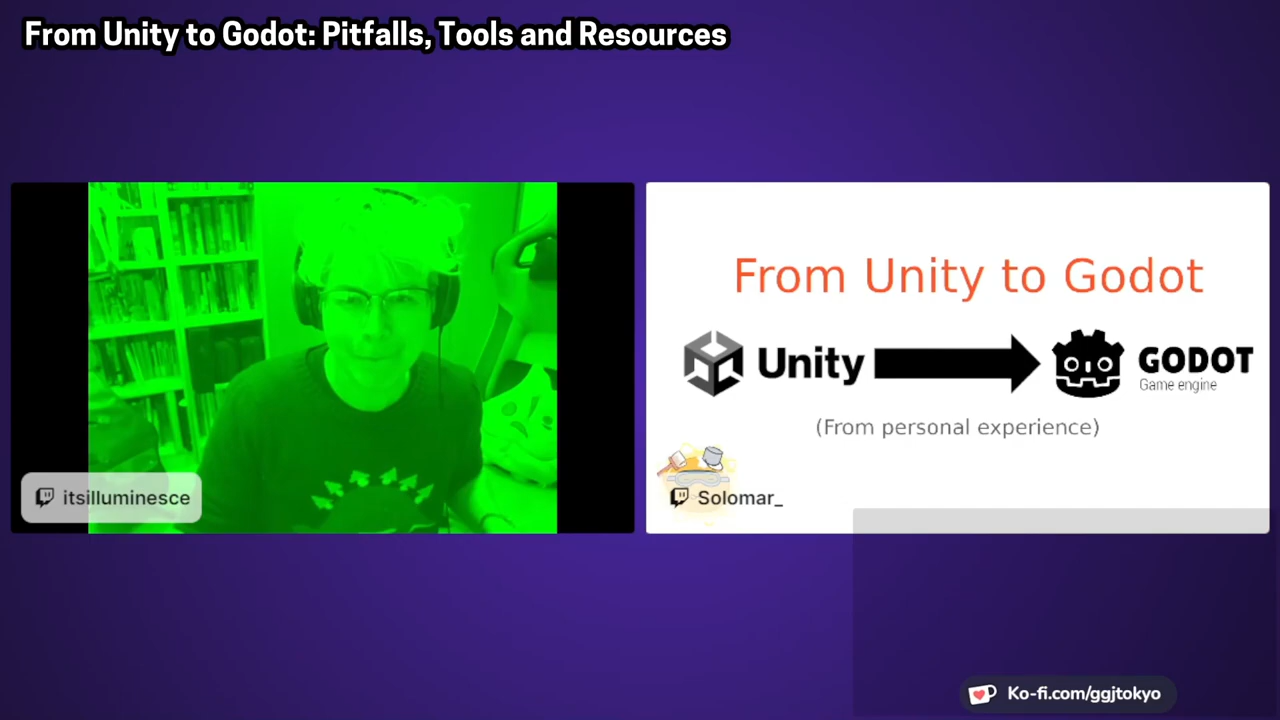 From Unity to Godot: Pitfalls, Tools and Resources
itsilluminesce
From Unity to Godot
Unity
GODOT
Game engine
(From personal experience)
Solomar_
Ko-fi.com/ggjtokyo